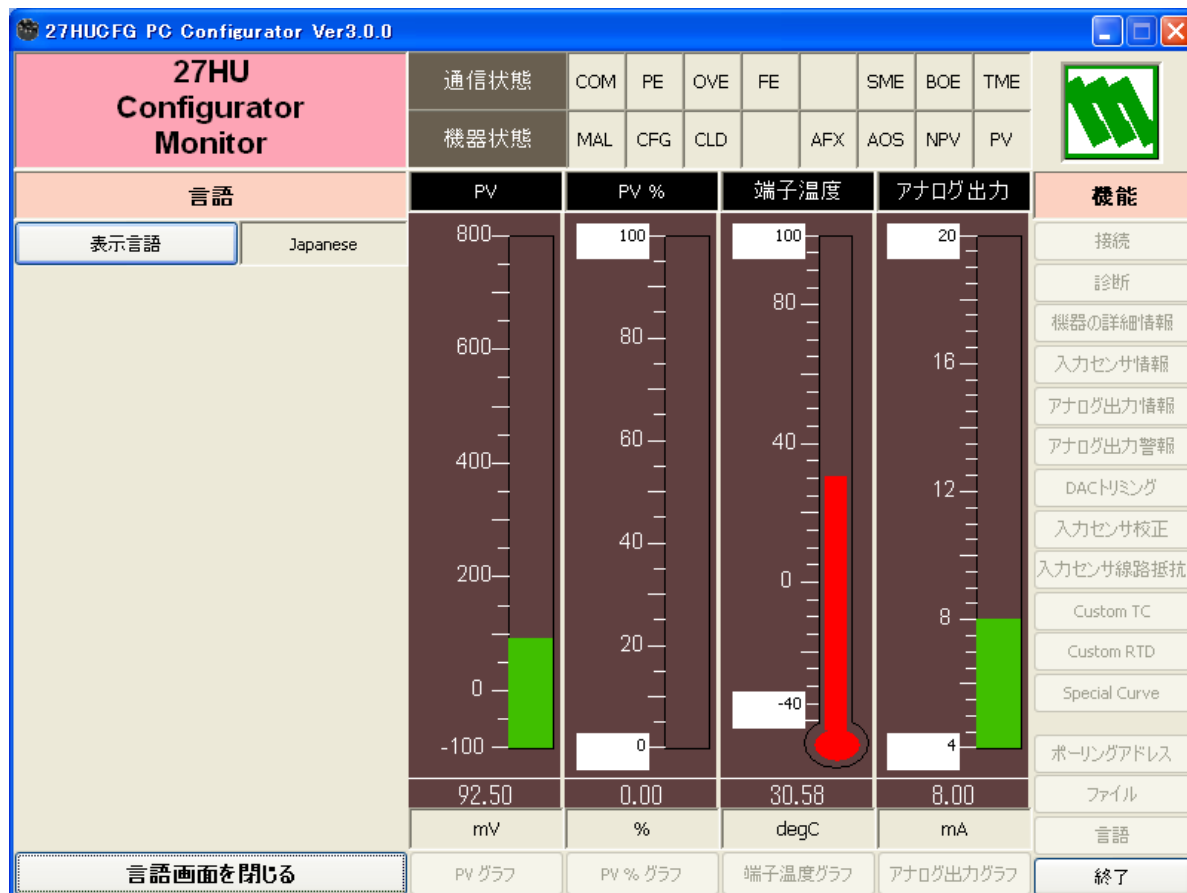 27HUCFG PC Configurator Ver3.0.0
27HU
Configurator
Monitor
通信状態 COM PE OVE FE SME BOE TME
機器状態 MAL CFG CLD AFX AOS NPV PV
言語
表示言語 Japanese
言語画面を閉じる
PV
800
600
400
200
0
-100
92.50
mV
PV グラフ
PV %
100
80
60
40
20
0
0.00
%
PV % グラフ
端子温度
100
80
40
0
-40
30.58
degC
端子温度グラフ
アナログ出力
20
16
12
8
4
8.00
mA
アナログ出力グラフ
機能
接続
診断
機器の詳細情報
入力センサ情報
アナログ出力情報
アナログ出力警報
DACトリミング
入力センサ校正
入力センサ線路抵抗
Custom TC
Custom RTD
Special Curve
ポーリングアドレス
ファイル
言語
終了